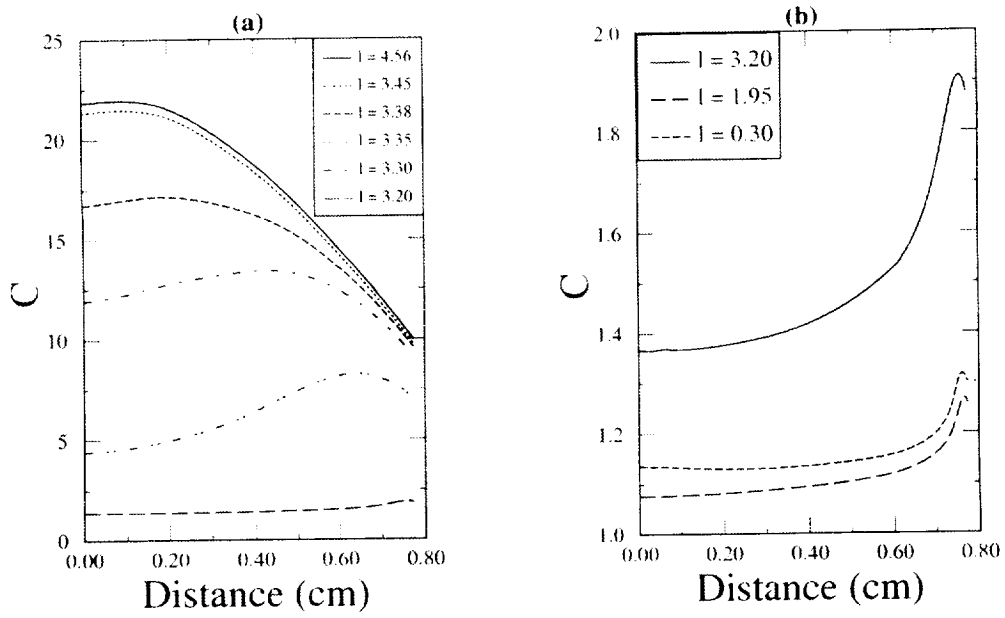 (a)
25
20
15
10
5
0
C
l = 4.56
l = 3.45
l = 3.38
l = 3.35
l = 3.30
l = 3.20
0.00 0.20 0.40 0.60 0.80
Distance (cm)
(b)
2.0
1.8
1.6
1.4
1.2
1.0
C
l = 3.20
l = 1.95
l = 0.30
0.00 0.20 0.40 0.60 0.80
Distance (cm)